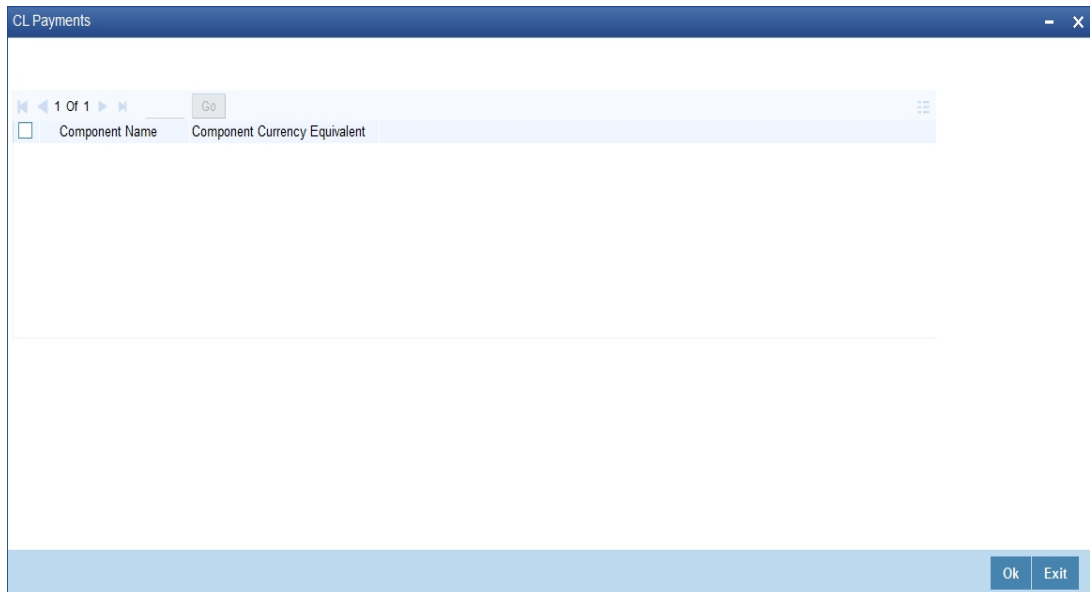 CL Payments
1 Of 1 Go
Component Name Component Currency Equivalent
Ok Exit